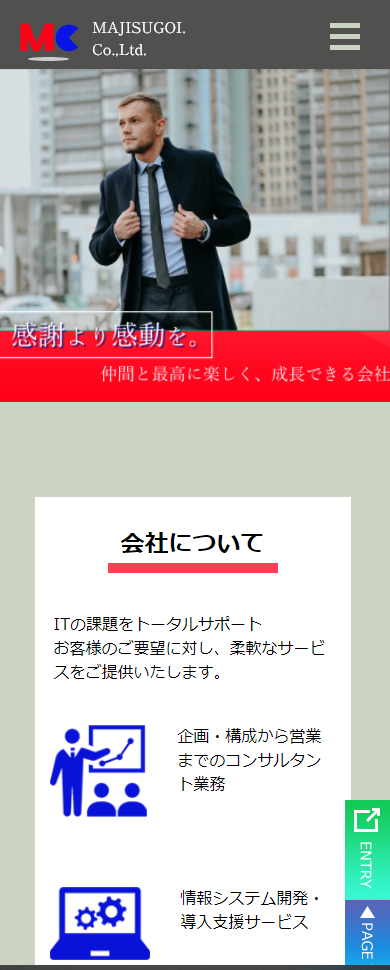 MC
MAJISUGOI.
Co.,Ltd.
感謝より感動を。
仲間と最高に楽しく、成長できる会社
会社について
ITの課題をトータルサポート
お客様のご要望に対し、柔軟なサービ
スをご提供いたします。
企画・構成から営業
までのコンサルタン
ト業務
情報システム開発・
導入支援サービス
ENTRY
▲PAGE